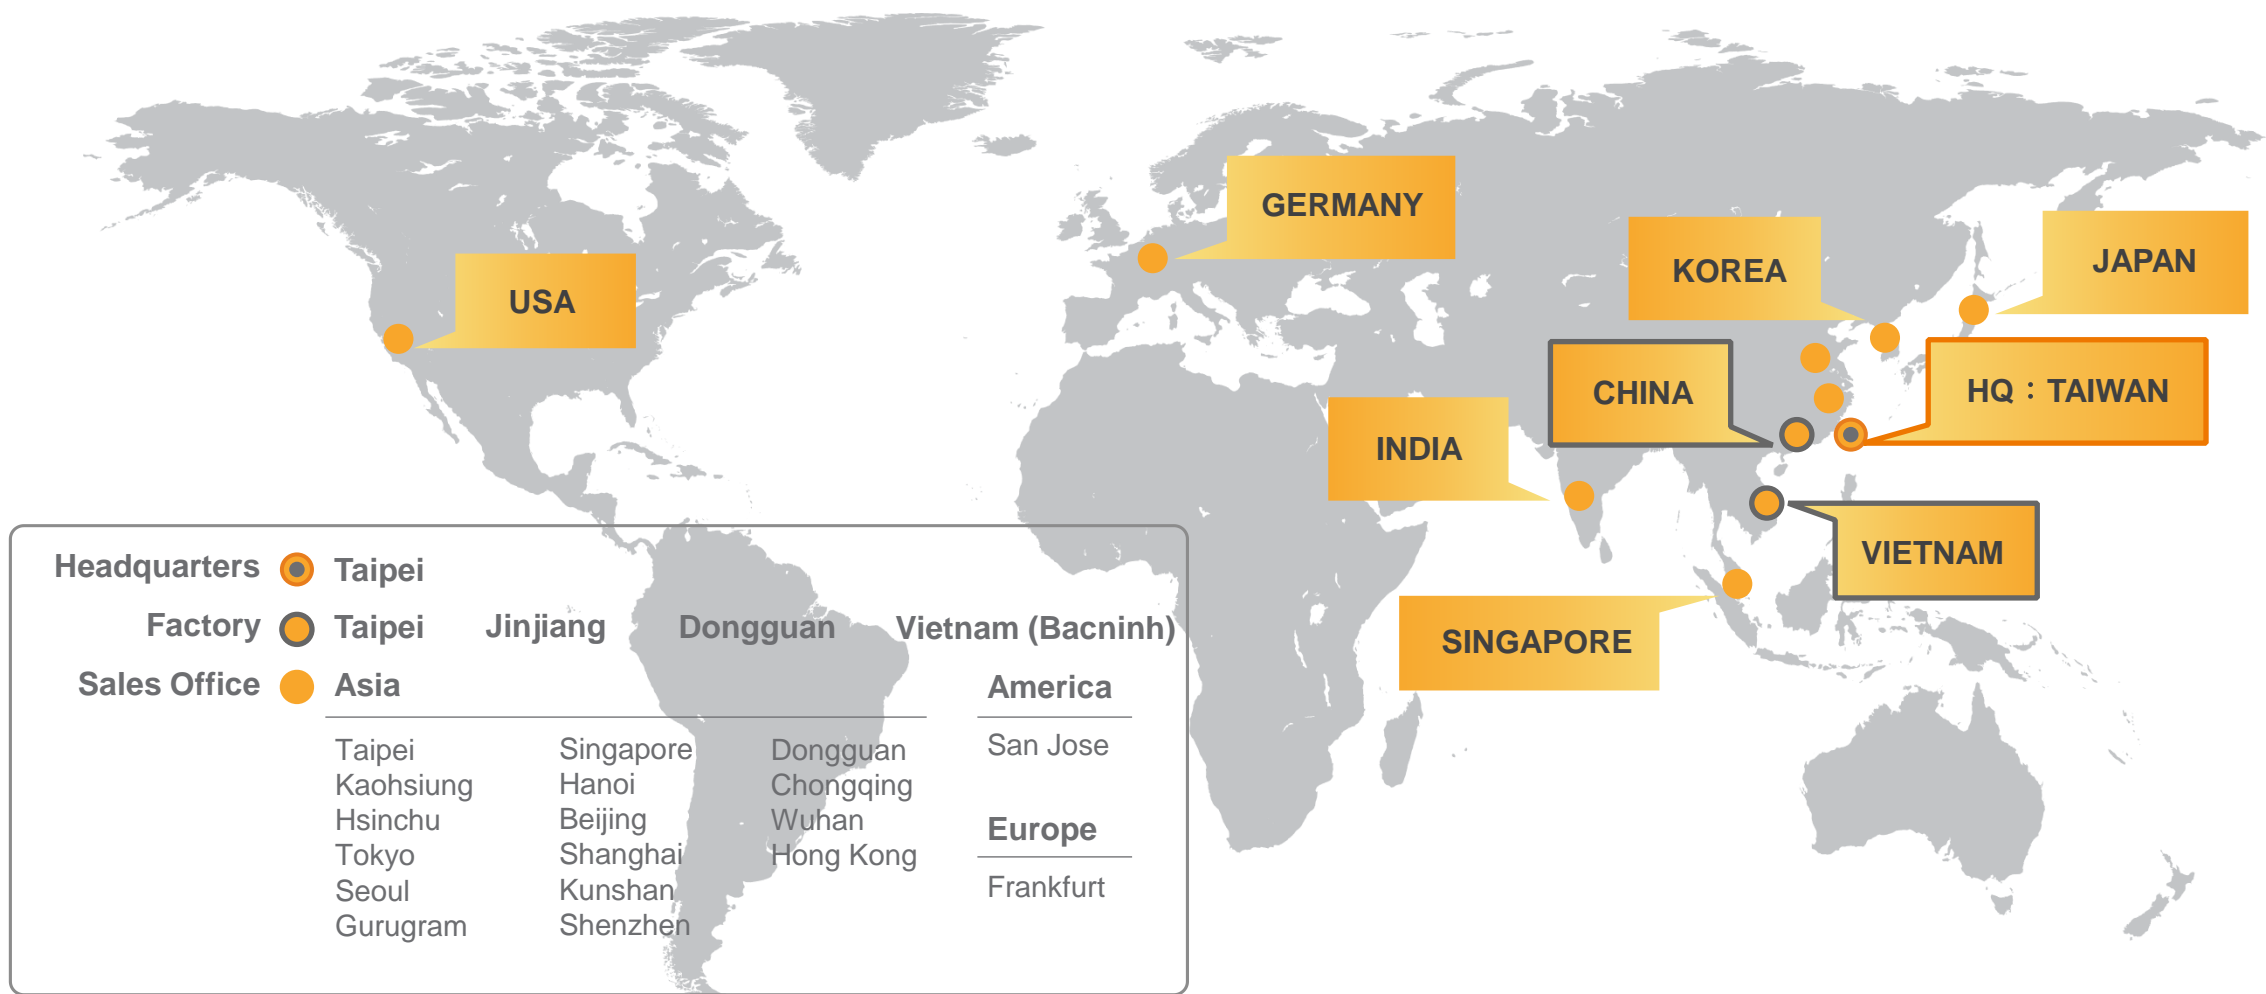 GERMANY
JAPAN
KOREA
USA
CHINA
HQ：TAIWAN
INDIA
VIETNAM
SINGAPORE
Headquarters Taipei
Factory Taipei Jinjiang Dongguan Vietnam (Bacninh)
Sales Office Asia America
Taipei Singapore Dongguan San Jose
Kaohsiung Hanoi Chongqing
Hsinchu Beijing Wuhan Europe
Tokyo Shanghai Hong Kong
Seoul Kunshan Frankfurt
Gurugram Shenzhen